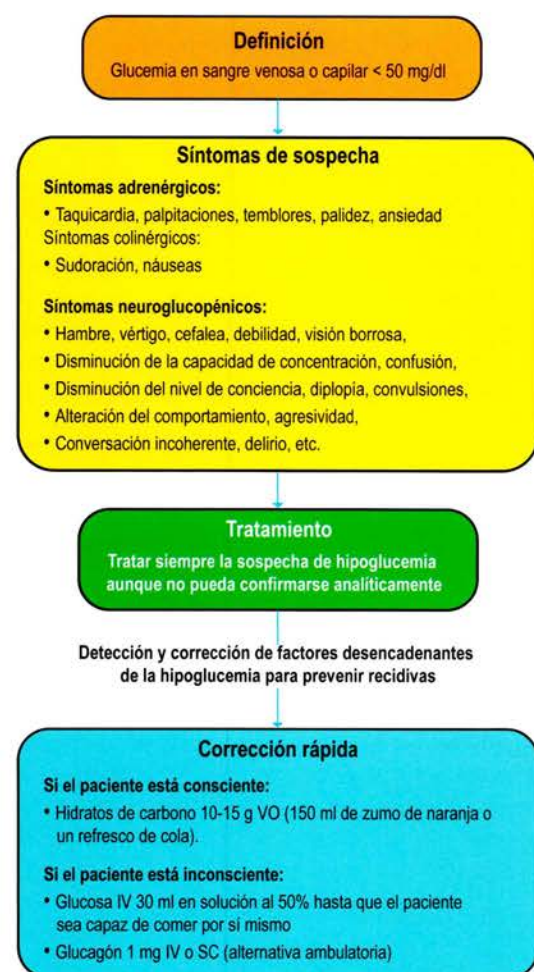 Definición
Glucemia en sangre venosa o capilar < 50 mg/dl
Síntomas de sospecha
Síntomas adrenérgicos:
• Taquicardia, palpitaciones, temblores, palidez, ansiedad
Síntomas colinérgicos:
• Sudoración, náuseas
Síntomas neuroglucopénicos:
• Hambre, vértigo, cefalea, debilidad, visión borrosa,
• Disminución de la capacidad de concentración, confusión,
• Disminución del nivel de conciencia, diplopía, convulsiones,
• Alteración del comportamiento, agresividad,
• Conversación incoherente, delirio, etc.
Tratamiento
Tratar siempre la sospecha de hipoglucemia
aunque no pueda confirmarse analíticamente
Detección y corrección de factores desencadenantes
de la hipoglucemia para prevenir recidivas
Corrección rápida
Si el paciente está consciente:
• Hidratos de carbono 10-15 g VO (150 ml de zumo de naranja o
un refresco de cola).
Si el paciente está inconsciente:
• Glucosa IV 30 ml en solución al 50% hasta que el paciente
sea capaz de comer por sí mismo
• Glucagón 1 mg IV o SC (alternativa ambulatoria)